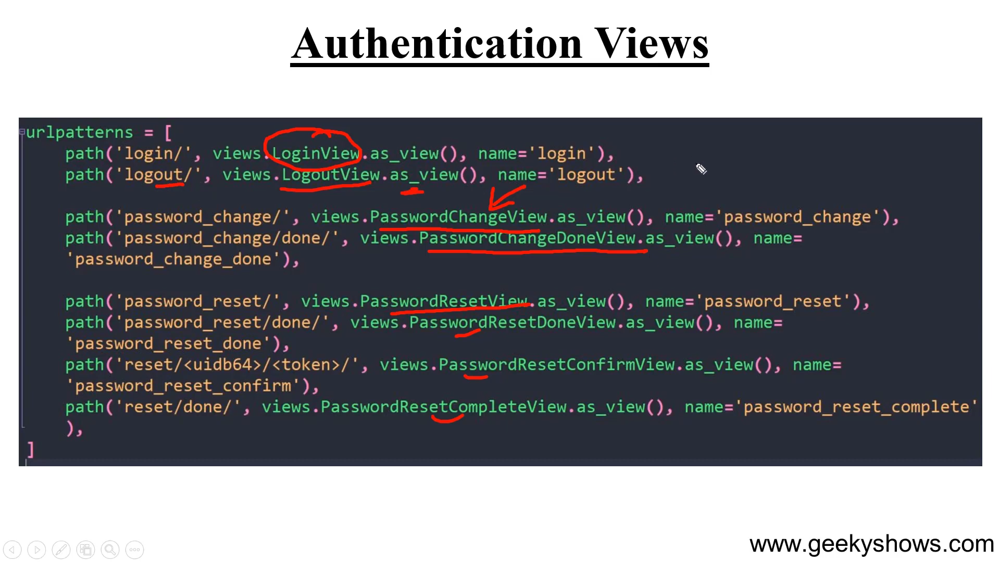 Authentication Views
urlpatterns = [
path('login/', views.LoginView.as_view(), name='login'),
path('logout/', views.LogoutView.as_view(), name='logout'),
path('password_change/', views.PasswordChangeView.as_view(), name='password_change'),
path('password_change/done/', views.PasswordChangeDoneView.as_view(), name=
'password_change_done'),
path('password_reset/', views.PasswordResetView.as_view(), name='password_reset'),
path('password_reset/done/', views.PasswordResetDoneView.as_view(), name=
'password_reset_done'),
path('reset/<uidb64>/<token>/', views.PasswordResetConfirmView.as_view(), name=
'password_reset_confirm'),
path('reset/done/', views.PasswordResetCompleteView.as_view(), name='password_reset_complete'
),
]
www.geekyshows.com